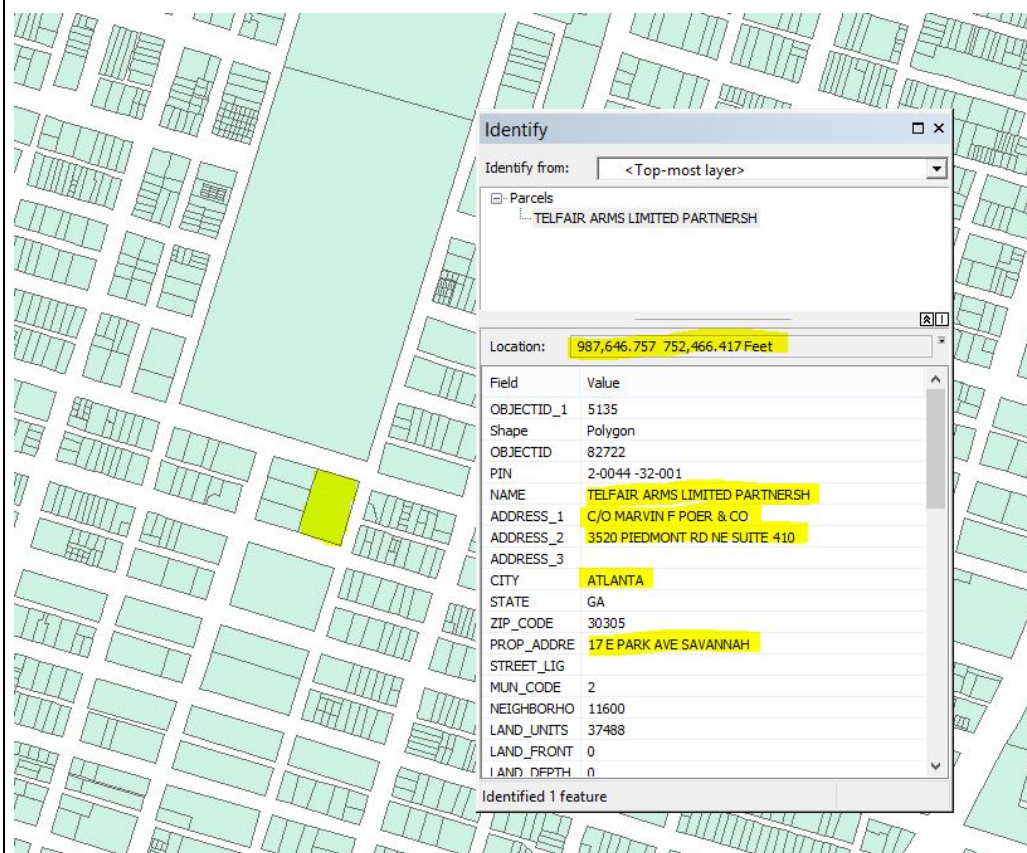 Identify
Identify from: <Top-most layer>
Parcels
TELFAIR ARMS LIMITED PARTNERSH
Location: 987,646.757 752,466.417 Feet
Field Value
OBJECTID_1 5135
Shape Polygon
OBJECTID 82722
PIN 2-0044 -32-001
NAME TELFAIR ARMS LIMITED PARTNERSH
ADDRESS_1 C/O MARVIN F POER & CO
ADDRESS_2 3520 PIEDMONT RD NE SUITE 410
ADDRESS_3
CITY ATLANTA
STATE GA
ZIP_CODE 30305
PROP_ADDRE 17 E PARK AVE SAVANNAH
STREET_LIG
MUN_CODE 2
NEIGHBORHO 11600
LAND_UNITS 37488
LAND_FRONT 0
LAND_DEPTH 0
Identified 1 feature